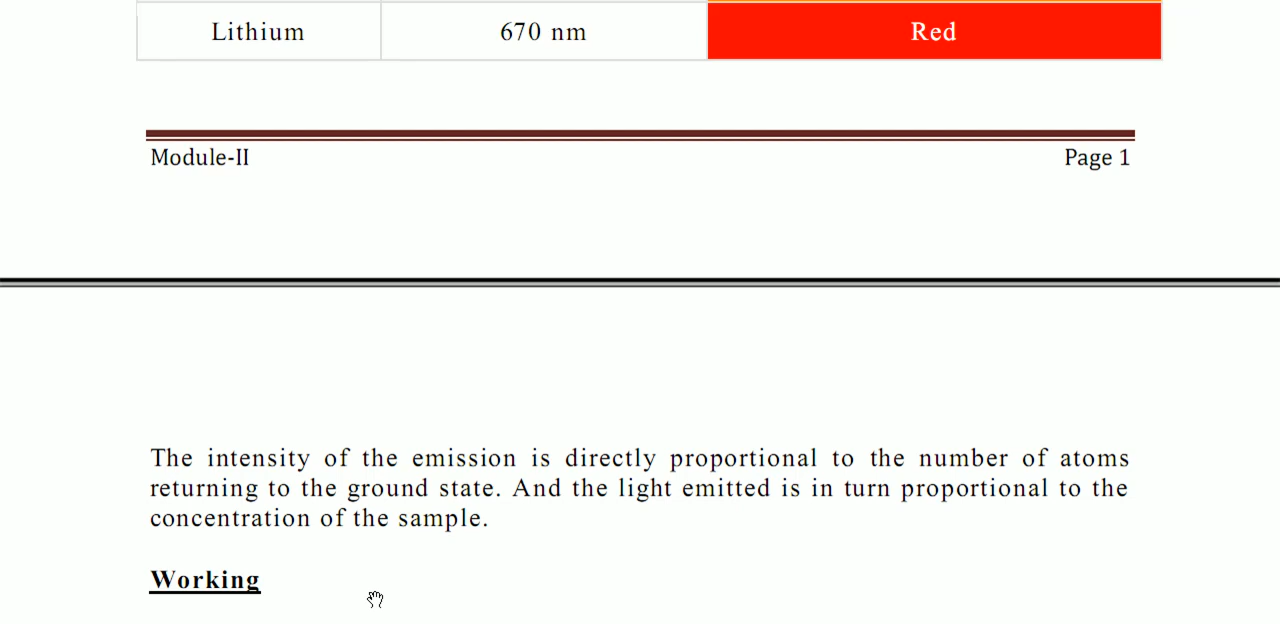 Lithium 670 nm Red
Module-II Page 1
The intensity of the emission is directly proportional to the number of atoms
returning to the ground state. And the light emitted is in turn proportional to the
concentration of the sample.
Working